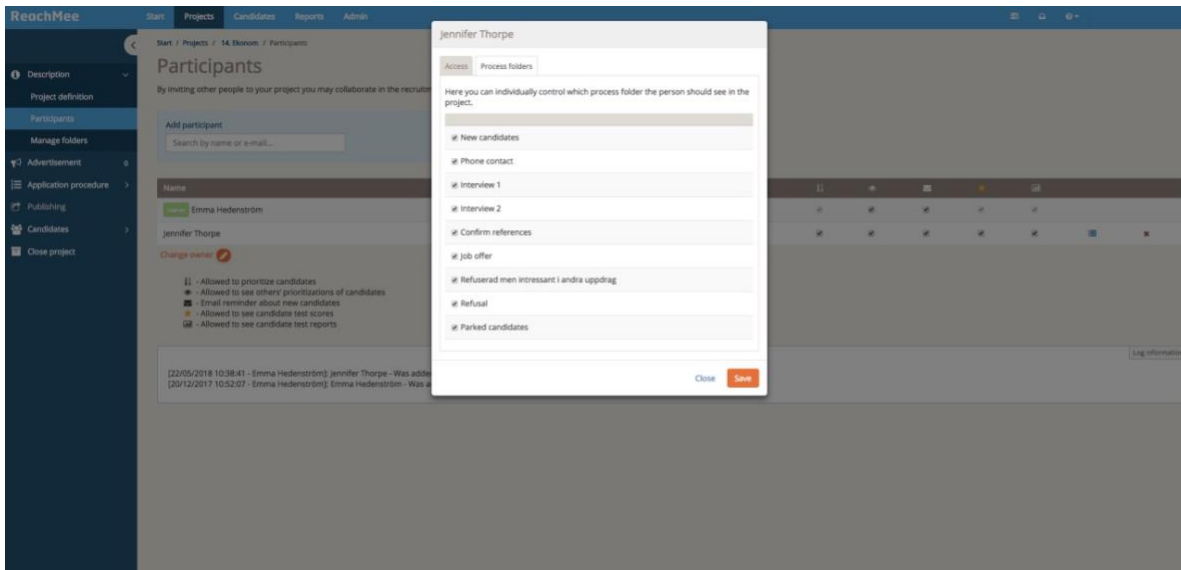 ReachMee
Start Projects Candidates Reports Admin
Start / Projects / 14. Ekonom / Participants
Description
Project definition
Participants
Manage folders
Advertisement 0
Application procedure
Publishing
Candidates
Close project
Participants
By inviting other people to your project you may collaborate in the recruitm
Add participant
Search by name or e-mail...
Name
Emma Hedenström
Jennifer Thorpe
Change owner
- Allowed to prioritize candidates
- Allowed to see others' prioritizations of candidates
- Email reminder about new candidates
- Allowed to see candidate test scores
- Allowed to see candidate test reports
Log information
[22/05/2018 10:38:41 - Emma Hedenström]: Jennifer Thorpe - Was adde
[20/12/2017 10:52:07 - Emma Hedenström]: Emma Hedenström - Was a
Jennifer Thorpe
Access Process folders
Here you can individually control which process folder the person should see in the
project.
New candidates
Phone contact
Interview 1
Interview 2
Confirm references
Job offer
Refuserad men intressant i andra uppdrag
Refusal
Parked candidates
Close Save